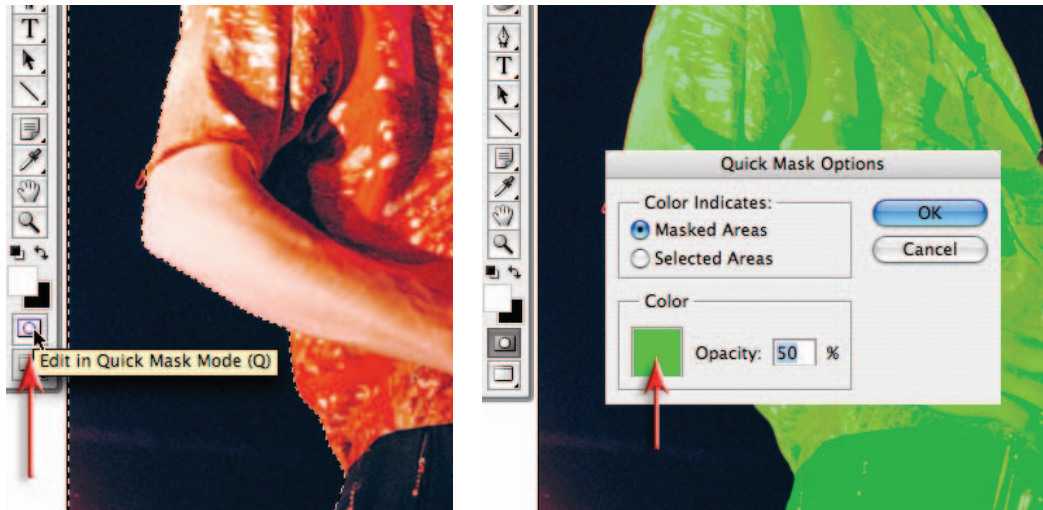 T
Edit in Quick Mask Mode (Q)
T
Quick Mask Options
Color Indicates:
Masked Areas
Selected Areas
OK
Cancel
Color
Opacity: 50 %